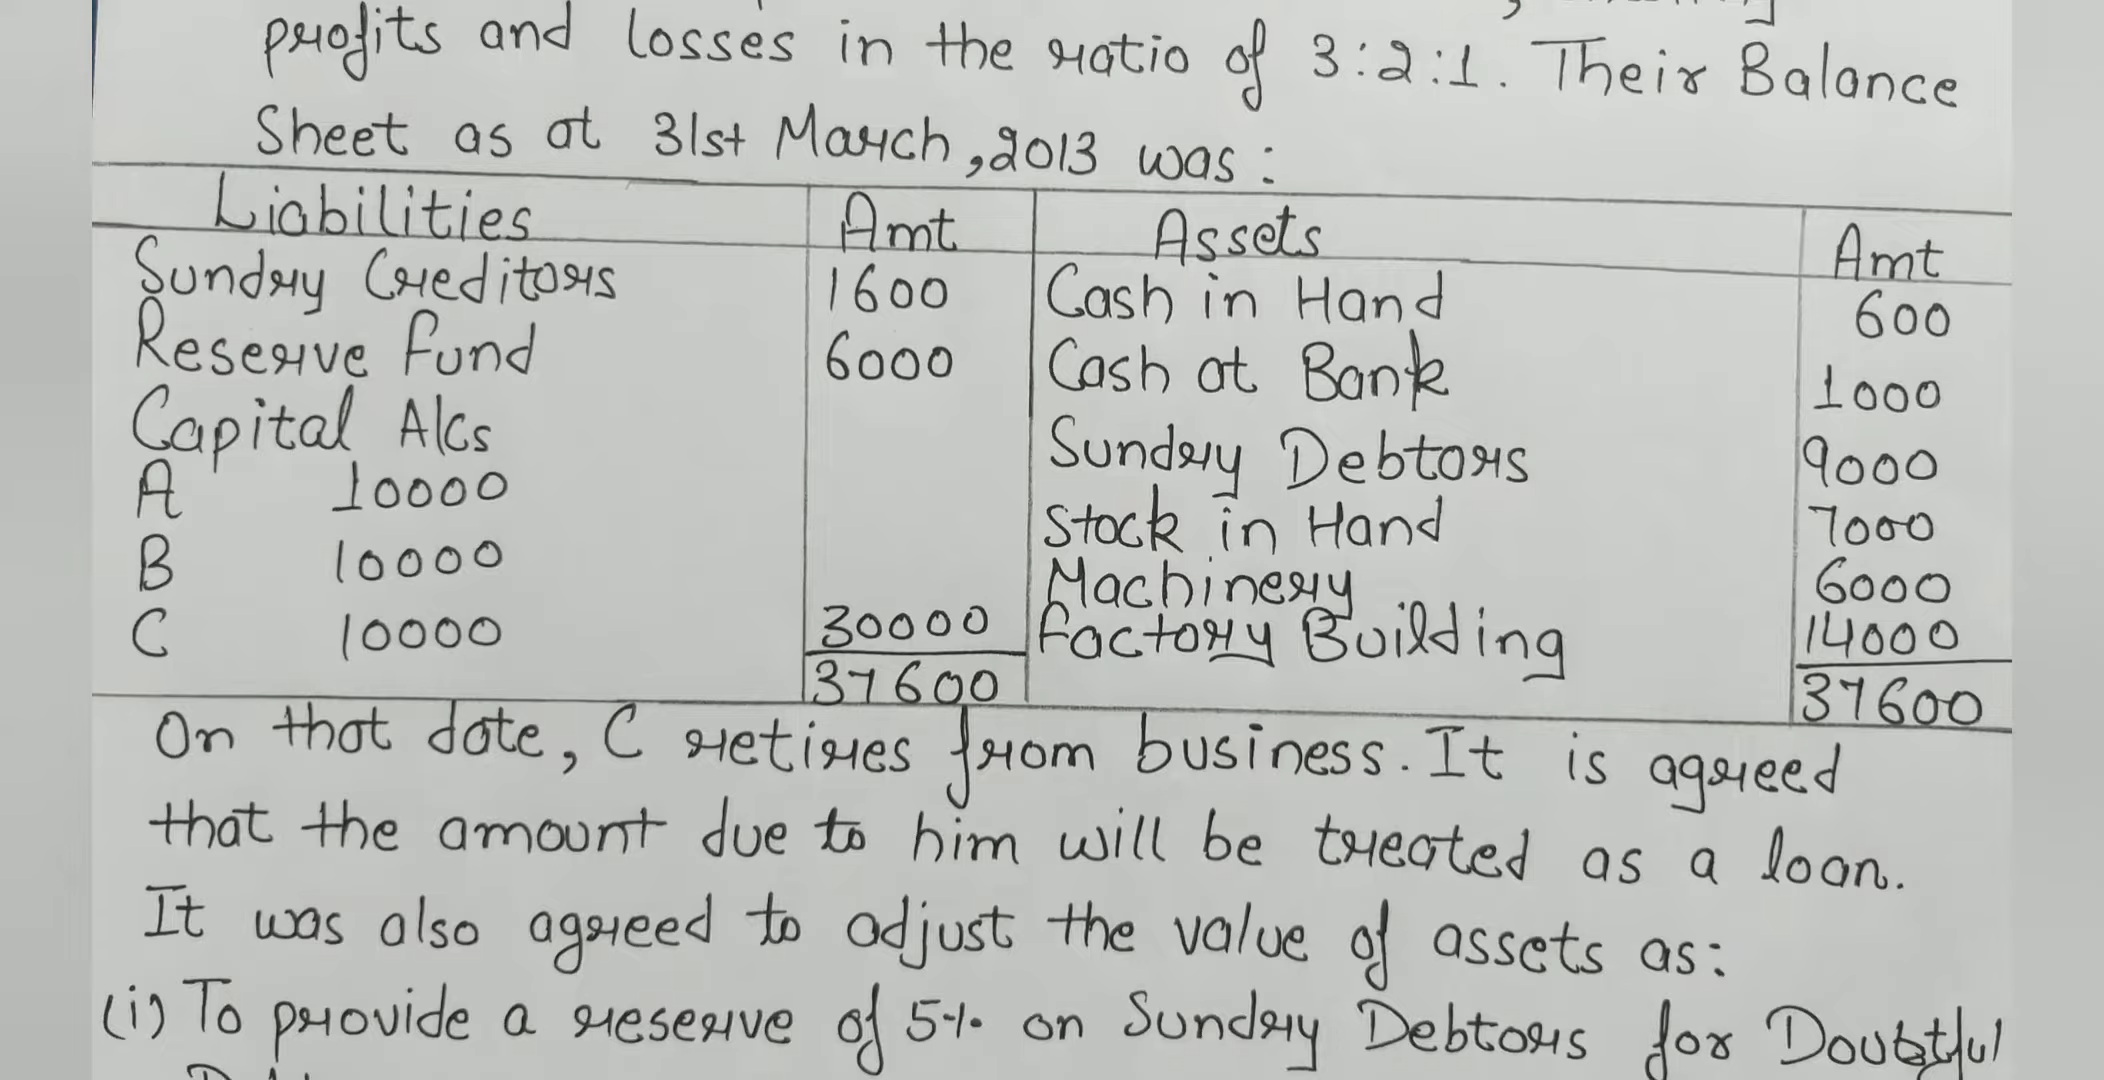 profits and losses in the ratio of 3:2:1. Their Balance
Sheet as at 31st March, 2013 was:
Liabilities Amt Assets Amt
Sundry Creditors 1600 Cash in Hand 600
Reserve fund 6000 Cash at Bank 1000
Capital A/cs Sundry Debtors 9000
A 10000 Stock in Hand 7000
B 10000 Machinery 6000
C 10000 30000 Factory Building 14000
37600 37600
On that date, C retires from business. It is agreed
that the amount due to him will be treated as a loan.
It was also agreed to adjust the value of assets as:
(i) To provide a reserve of 5% on Sundry Debtors for Doubtful